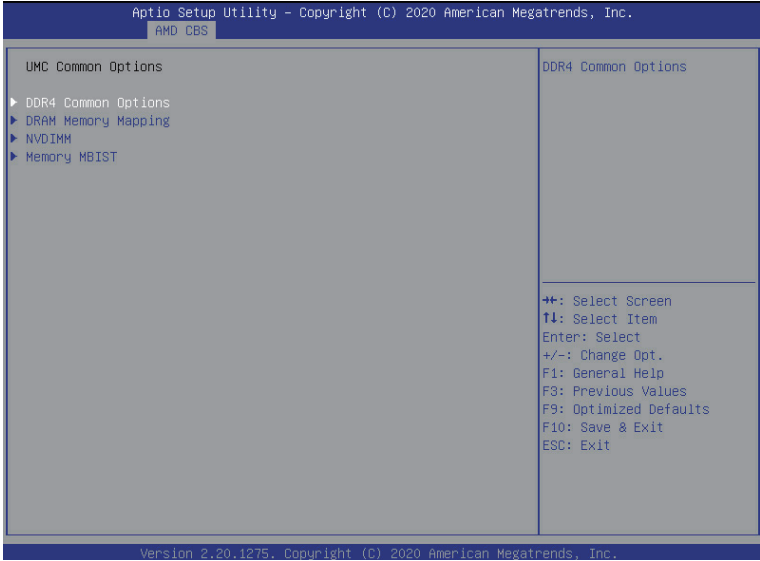 Aptio Setup Utility – Copyright (C) 2020 American Megatrends, Inc.
AMD CBS
UMC Common Options
DDR4 Common Options
DRAM Memory Mapping
NVDIMM
Memory MBIST
DDR4 Common Options
→←: Select Screen
↑↓: Select Item
Enter: Select
+/-: Change Opt.
F1: General Help
F3: Previous Values
F9: Optimized Defaults
F10: Save & Exit
ESC: Exit
Version 2.20.1275. Copyright (C) 2020 American Megatrends, Inc.